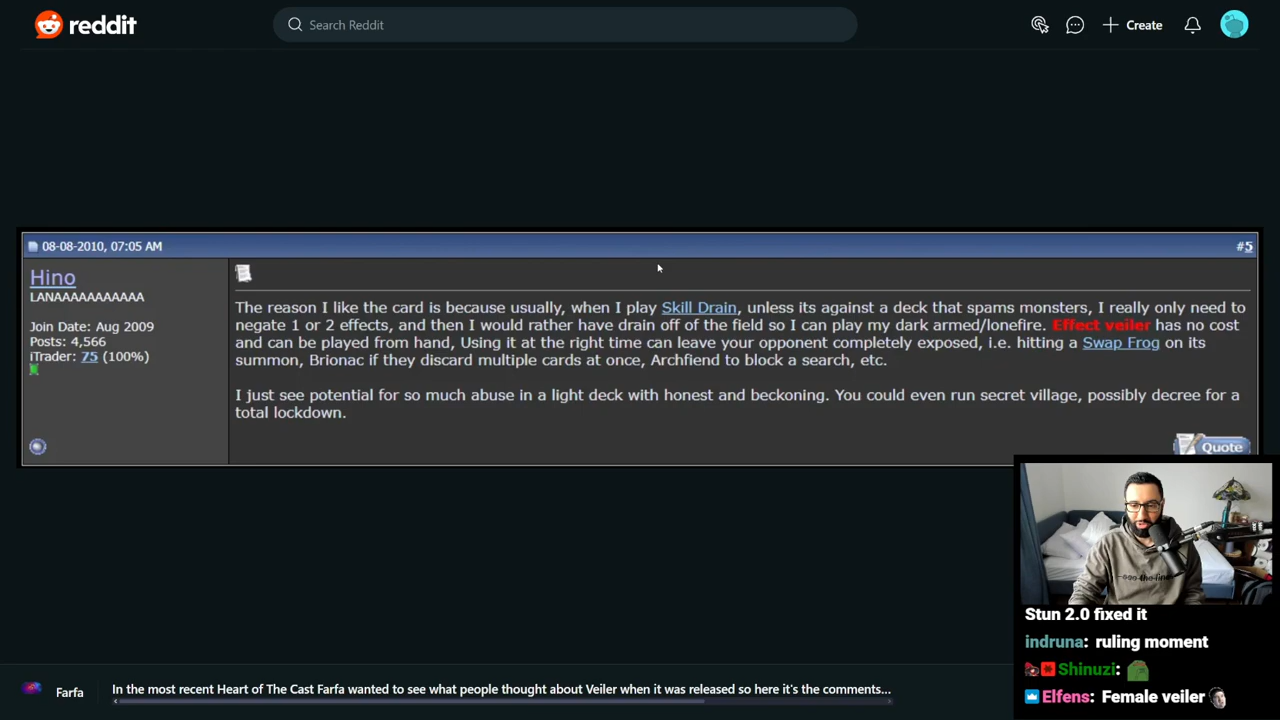 reddit
Search Reddit
Create
08-08-2010, 07:05 AM
#5
Hino
LANAAAAAAAAAAA
Join Date: Aug 2009
Posts: 4,566
iTrader: 75 (100%)
The reason I like the card is because usually, when I play Skill Drain, unless its against a deck that spams monsters, I really only need to
negate 1 or 2 effects, and then I would rather have drain off of the field so I can play my dark armed/lonefire. Effect veiler has no cost
and can be played from hand, Using it at the right time can leave your opponent completely exposed, i.e. hitting a Swap Frog on its
summon, Brionac if they discard multiple cards at once, Archfiend to block a search, etc.
I just see potential for so much abuse in a light deck with honest and beckoning. You could even run secret village, possibly decree for a
total lockdown.
Quote
Stun 2.0 fixed it
indruna: ruling moment
Shinuzi:
Elfens: Female veiler
Farfa
In the most recent Heart of The Cast Farfa wanted to see what people thought about Veiler when it was released so here it's the comments...